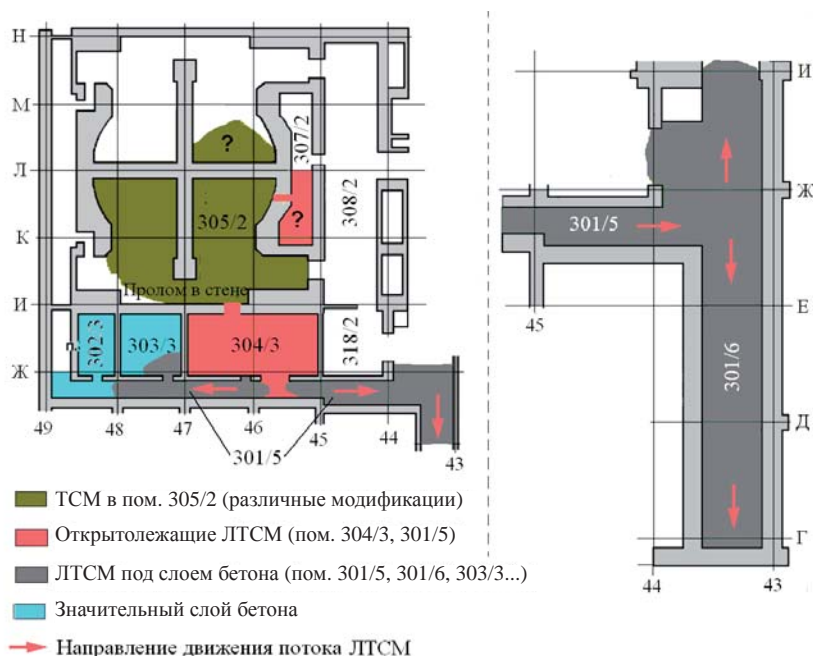 Н
М
Л
К
И
Ж
?
307/2
308/2
305/2
?
Пролом в стене
302/3
303/3
304/3
318/2
49
48
47
46
45
44
43
301/5
И
Ж
301/5
Е
45
301/6
Д
Г
44
43
ТСМ в пом. 305/2 (различные модификации)
Открытолежащие ЛТСМ (пом. 304/3, 301/5)
ЛТСМ под слоем бетона (пом. 301/5, 301/6, 303/3...)
Значительный слой бетона
Направление движения потока ЛТСМ